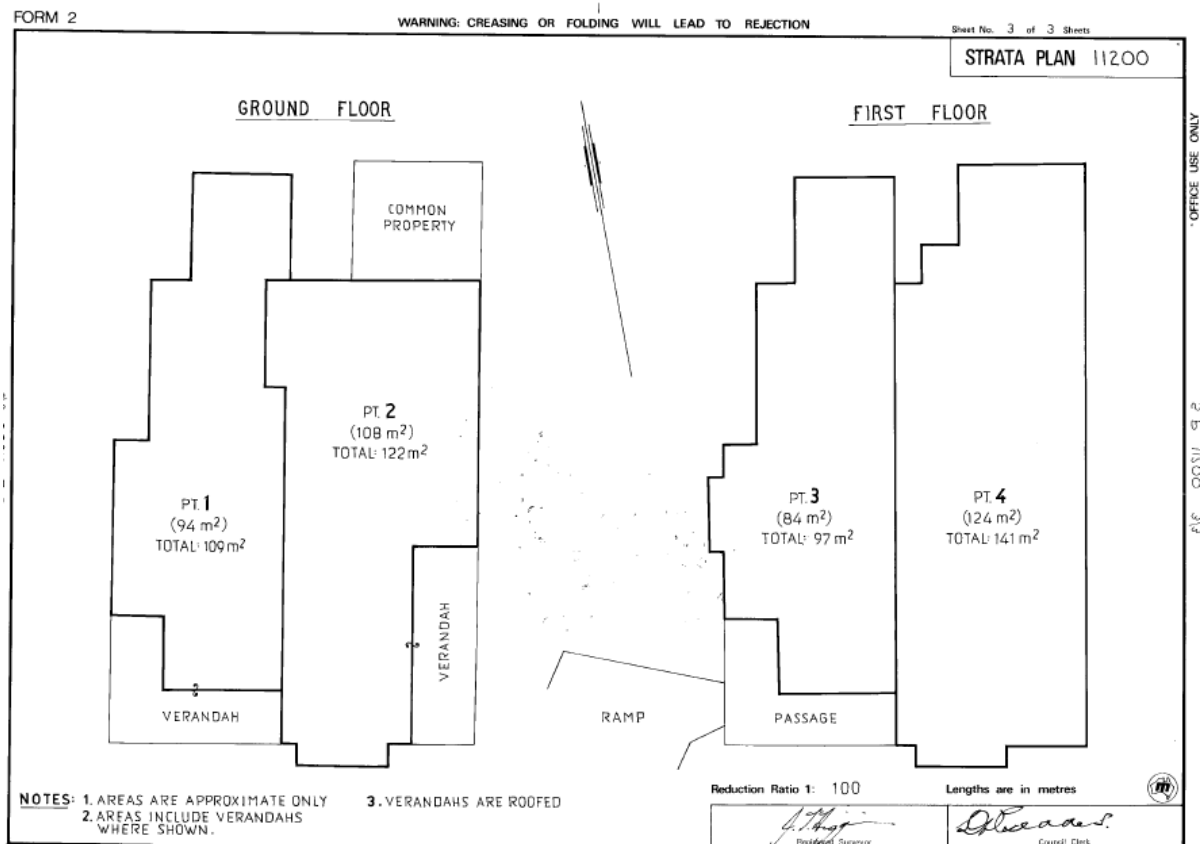 FORM 2
WARNING: CREASING OR FOLDING WILL LEAD TO REJECTION
Sheet No. 3 of 3 Sheets
STRATA PLAN 11200
GROUND FLOOR
FIRST FLOOR
OFFICE USE ONLY
COMMON
PROPERTY
PT. 2
(108 m²)
TOTAL: 122m²
PT. 1
(94 m²)
TOTAL: 109m²
PT. 3
(84 m²)
TOTAL: 97 m²
PT. 4
(124 m²)
TOTAL: 141 m²
VERANDAH
VERANDAH
RAMP
PASSAGE
NOTES: 1. AREAS ARE APPROXIMATE ONLY
2. AREAS INCLUDE VERANDAHS
WHERE SHOWN.
3. VERANDAHS ARE ROOFED
Reduction Ratio 1: 100
Lengths are in metres
Registered Surveyor
Council Clerk